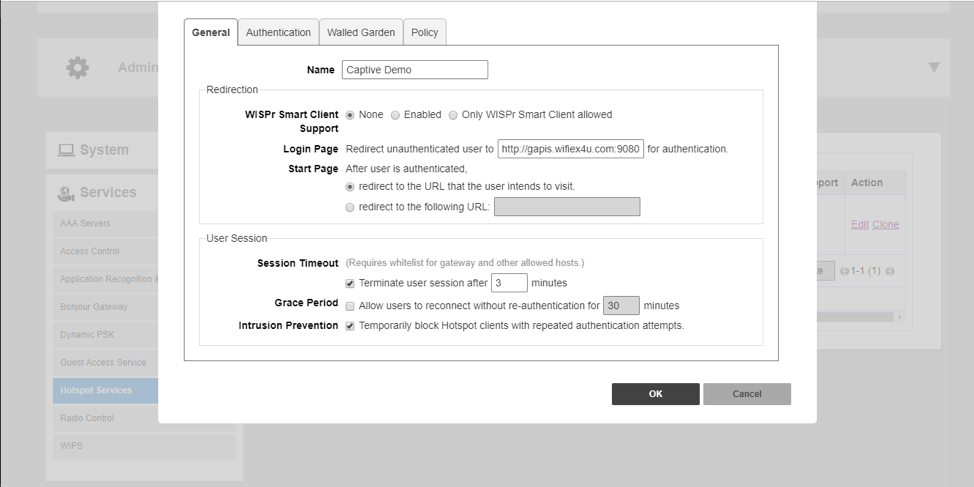 General Authentication Walled Garden Policy
Name Captive Demo
Admin
Redirection
WISPr Smart Client Support None Enabled Only WISPr Smart Client allowed
Login Page Redirect unauthenticated user to http://gapis.wifiex4u.com:9080 for authentication.
Start Page After user is authenticated,
redirect to the URL that the user intends to visit.
redirect to the following URL:
System
Services
AAA Servers
Access Control
Application Recognition &
Bonjour Gateway
Dynamic PSK
Guest Access Service
Hotspot Services
Radio Control
WIPS
User Session
Session Timeout (Requires whitelist for gateway and other allowed hosts.)
Terminate user session after 3 minutes
Grace Period Allow users to reconnect without re-authentication for 30 minutes
Intrusion Prevention Temporarily block Hotspot clients with repeated authentication attempts.
OK Cancel
Action
Edit Clone
1-1 (1)